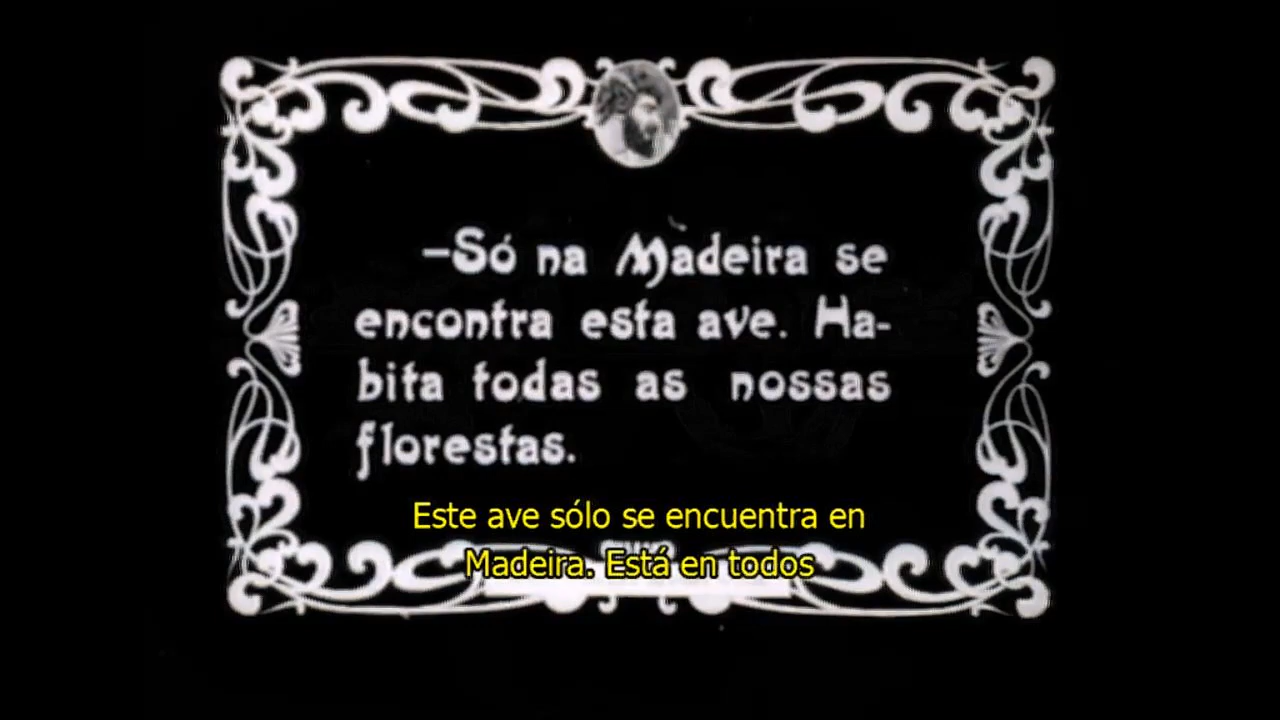 –Só na Madeira se
encontra esta ave. Ha-
bita todas as nossas
florestas.
Este ave sólo se encuentra en
Madeira. Está en todos